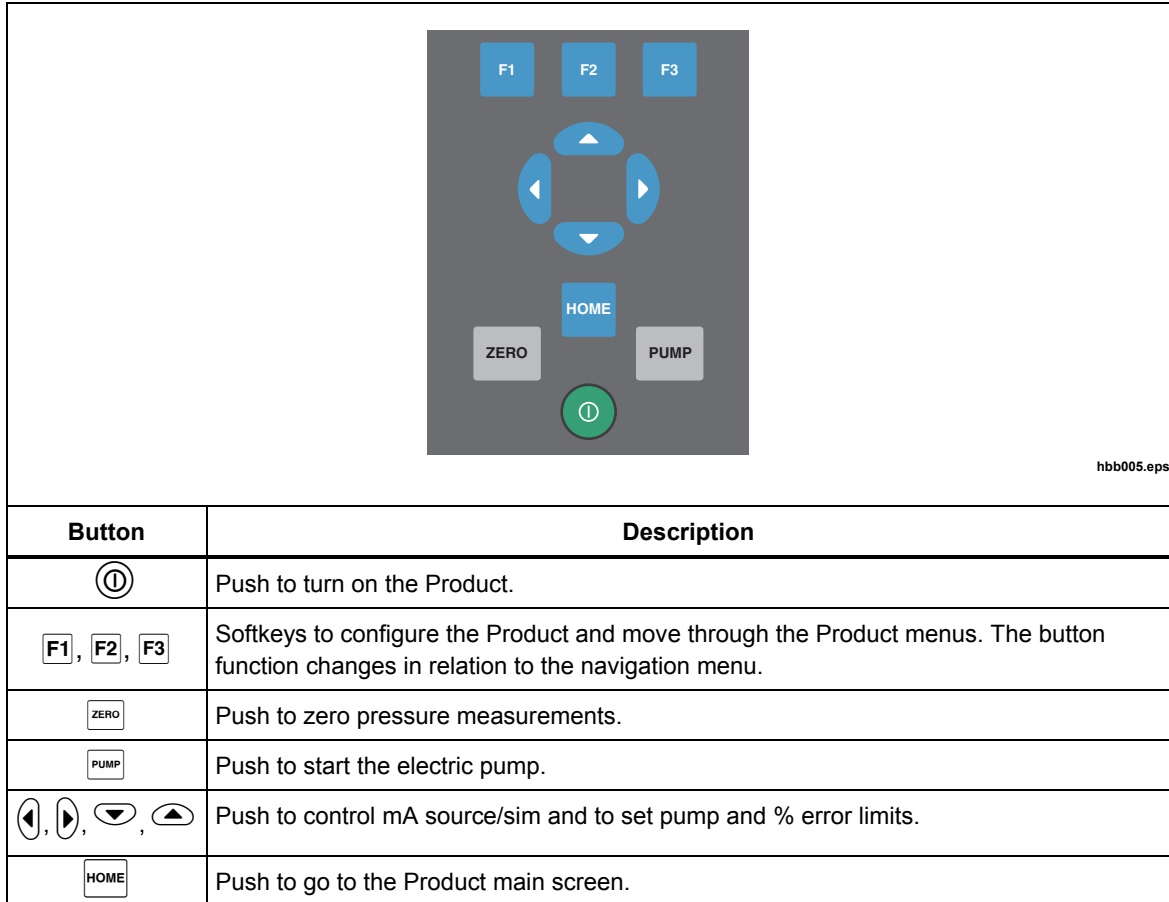 F1 F2 F3
HOME
ZERO PUMP
hbb005.eps
Button Description
Push to turn on the Product.
F1, F2, F3 Softkeys to configure the Product and move through the Product menus. The button
function changes in relation to the navigation menu.
ZERO Push to zero pressure measurements.
PUMP Push to start the electric pump.
, , , Push to control mA source/sim and to set pump and % error limits.
HOME Push to go to the Product main screen.